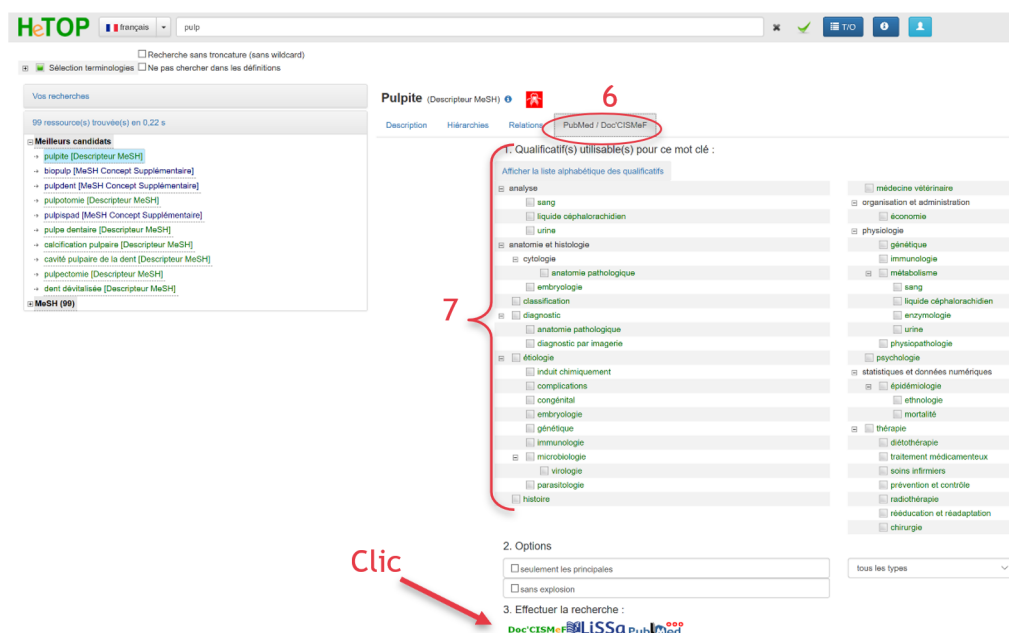 HeTOP français pulp T/O
Recherche sans troncature (sans wildcard)
Sélection terminologies Ne pas chercher dans les définitions
Vos recherches
99 ressource(s) trouvée(s) en 0,22 s
Meilleurs candidats
pulpite [Descripteur MeSH]
biopulp [MeSH Concept Supplémentaire]
pulpdent [MeSH Concept Supplémentaire]
pulpotomie [Descripteur MeSH]
pulpispad [MeSH Concept Supplémentaire]
pulpe dentaire [Descripteur MeSH]
calcification pulpaire [Descripteur MeSH]
cavité pulpaire de la dent [Descripteur MeSH]
pulpectomie [Descripteur MeSH]
dent dévitalisée [Descripteur MeSH]
MeSH (99)
Pulpite (Descripteur MeSH)
6
Description Hiérarchies Relations PubMed / Doc'CISMeF
1. Qualificatif(s) utilisable(s) pour ce mot clé :
Afficher la liste alphabétique des qualificatifs
7
analyse
sang
liquide céphalorachidien
urine
anatomie et histologie
cytologie
anatomie pathologique
embryologie
classification
diagnostic
anatomie pathologique
diagnostic par imagerie
étiologie
induit chimiquement
complications
congénital
embryologie
génétique
immunologie
microbiologie
virologie
parasitologie
histoire
médecine vétérinaire
organisation et administration
économie
physiologie
génétique
immunologie
métabolisme
sang
liquide céphalorachidien
enzymologie
urine
physiopathologie
psychologie
statistiques et données numériques
épidémiologie
ethnologie
mortalité
thérapie
diétothérapie
traitement médicamenteux
soins infirmiers
prévention et contrôle
radiothérapie
rééducation et réadaptation
chirurgie
2. Options
Clic
seulement les principales
tous les types
sans explosion
3. Effectuer la recherche :
Doc'CISMeF LiSSa PubMed